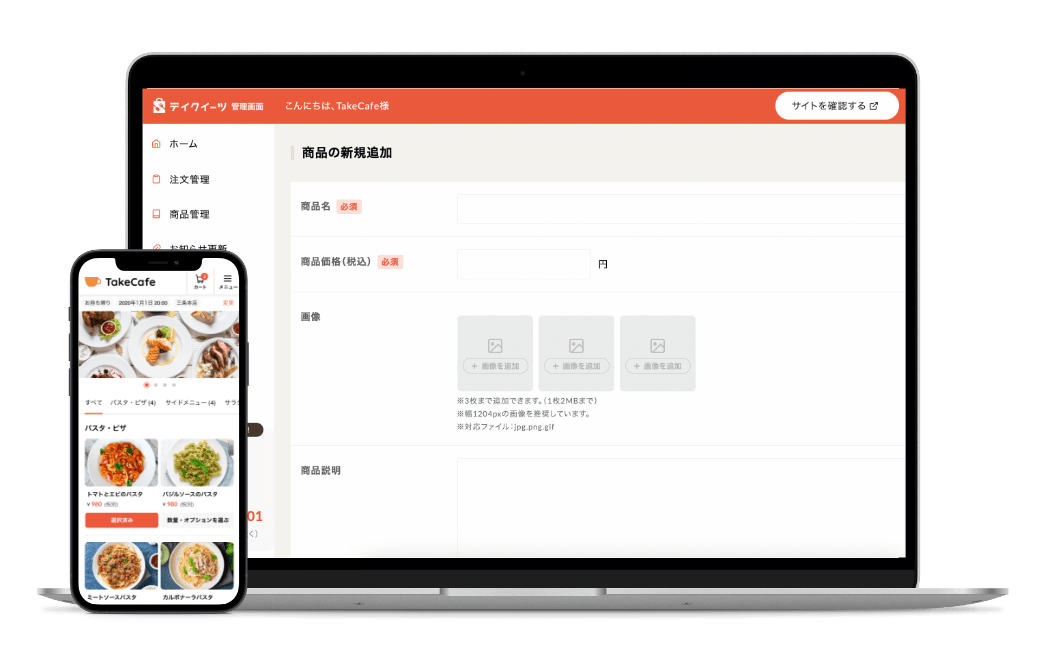 テイクイーツ 管理画面
こんにちは、TakeCafe様
サイトを確認する
ホーム
注文管理
商品管理
お知らせ更新
商品の新規追加
商品名 必須
商品価格(税込) 必須
円
画像
+ 画像を追加
+ 画像を追加
+ 画像を追加
※3枚まで追加できます。(1枚2MBまで)
※幅1204pxの画像を推奨しています。
※対応ファイル:jpg.png.gif
商品説明
01
く)
TakeCafe
カート
メニュー
お持ち帰り 2020年1月1日 20:00 三条本店 変更
すべて パスタ・ピザ (4) サイドメニュー (4) サラ
パスタ・ピザ
トマトとエビのパスタ
￥980 (税別)
選択済み
バジルソースのパスタ
￥980 (税別)
数量・オプションを選ぶ
ミートソースパスタ
カルボナーラパスタ